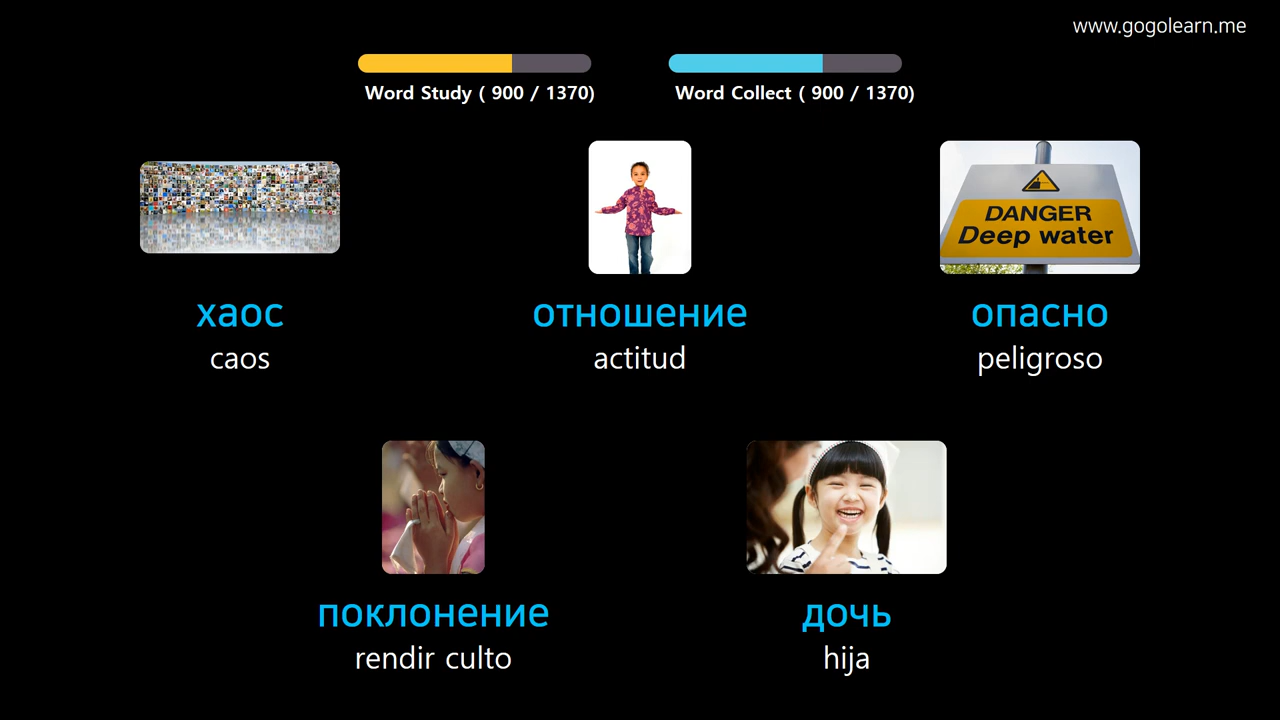 www.gogolearn.me
Word Study ( 900 / 1370)
Word Collect ( 900 / 1370)
DANGER
Deep water
хаос
caos
отношение
actitud
опасно
peligroso
поклонение
rendir culto
дочь
hija